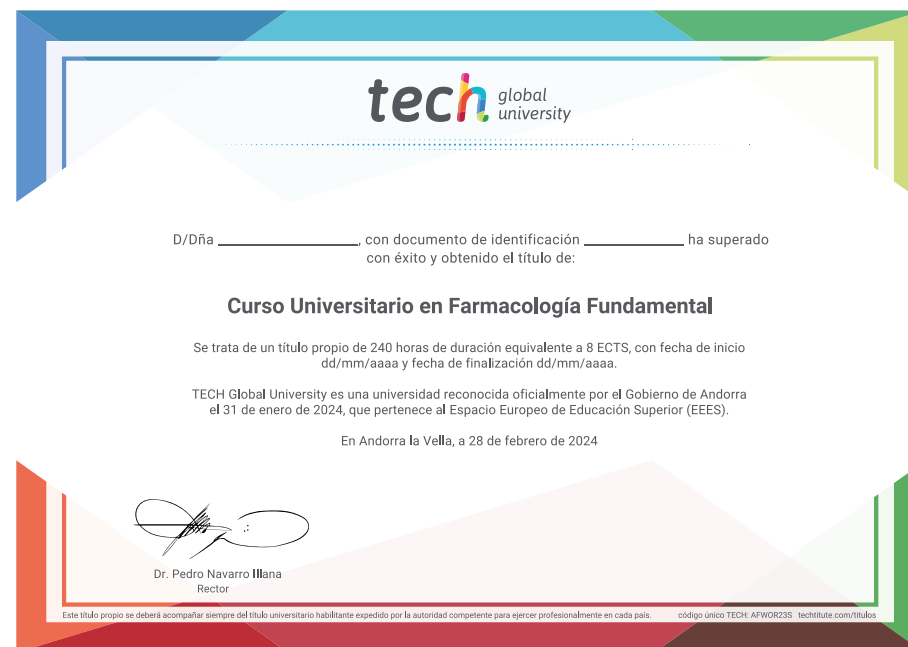 tech global university
D/Dña ____________________, con documento de identificación ______________ ha superado
con éxito y obtenido el título de:
Curso Universitario en Farmacología Fundamental
Se trata de un título propio de 240 horas de duración equivalente a 8 ECTS, con fecha de inicio
dd/mm/aaaa y fecha de finalización dd/mm/aaaa.
TECH Global University es una universidad reconocida oficialmente por el Gobierno de Andorra
el 31 de enero de 2024, que pertenece al Espacio Europeo de Educación Superior (EEES).
En Andorra la Vella, a 28 de febrero de 2024
Dr. Pedro Navarro Illana
Rector
Este título propio se deberá acompañar siempre del título universitario habilitante expedido por la autoridad competente para ejercer profesionalmente en cada país. código único TECH: AFWOR23S techtitute.com/titulos